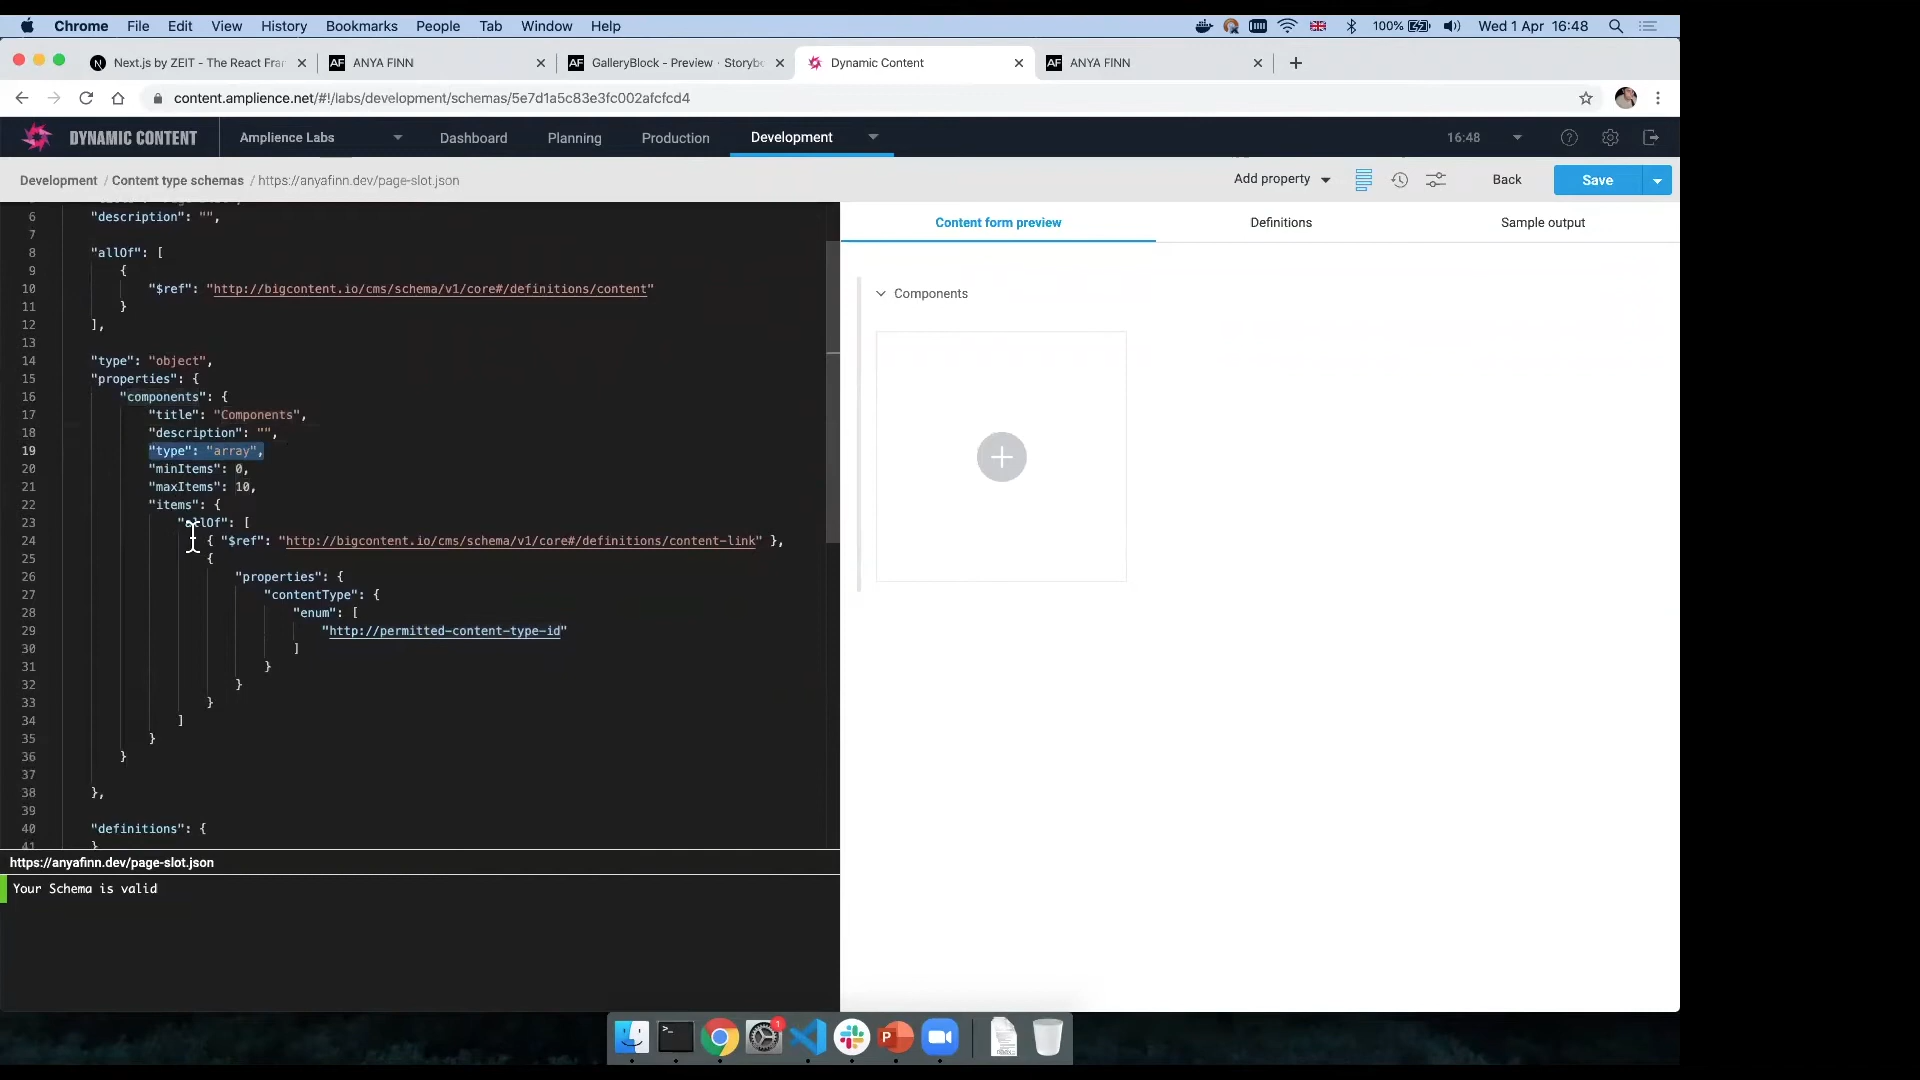 Chrome File Edit View History Bookmarks People Tab Window Help
100% Wed 1 Apr 16:48
Next.js by ZEIT - The React Fra
AF ANYA FINN
AF GalleryBlock - Preview · Storyb
Dynamic Content
AF ANYA FINN
content.amplience.net/#!/labs/development/schemas/5e7d1a5c83e3fc002afcfcd4
DYNAMIC CONTENT
Amplience Labs
Dashboard
Planning
Production
Development
16:48
Development / Content type schemas / https://anyafinn.dev/page-slot.json
Add property
Back
Save
6 "description": "",
7
8 "allOf": [
9 {
10 "$ref": "http://bigcontent.io/cms/schema/v1/core#/definitions/content"
11 }
12 ],
13
14 "type": "object",
15 "properties": {
16 "components": {
17 "title": "Components",
18 "description": "",
19 "type": "array",
20 "minItems": 0,
21 "maxItems": 10,
22 "items": {
23 "allOf": [
24 { "$ref": "http://bigcontent.io/cms/schema/v1/core#/definitions/content-link" },
25 {
26 "properties": {
27 "contentType": {
28 "enum": [
29 "http://permitted-content-type-id"
30 ]
31 }
32 }
33 }
34 ]
35 }
36 }
37
38 },
39
40 "definitions": {
41 }
https://anyafinn.dev/page-slot.json
Your Schema is valid
Content form preview
Definitions
Sample output
Components
1
P